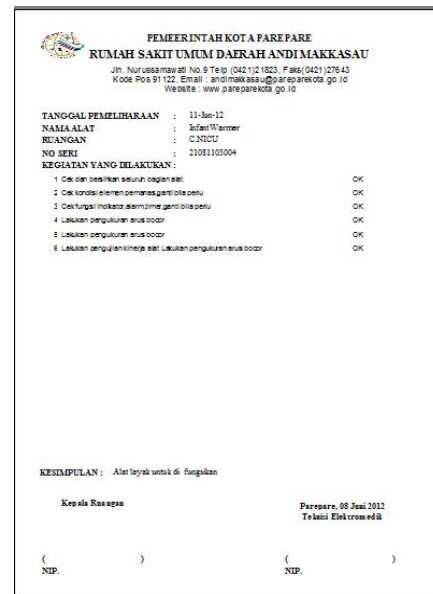 PEMEERINTAH KOTA PAREPARE
RUMAH SAKIT UMUM DAERAH ANDI MAKKASAU
Jln. Nurussamawati No.9 Telp (0421)21823, Faks(0421)27643
Kode Pos 91122, Email : andimakkasau@pareparekota.go.id
Website : www.pareparekota.go.id
TANGGAL PEMELIHARAAN : 11-Jun-12
NAMA ALAT : Infant Warmer
RUANGAN : C.NICU
NO SERI : 21081103004
KEGIATAN YANG DILAKUKAN :
1 Cek dan besihkan seluruh bagian alat OK
2 Cek kondisi elemen pemanas,ganti bila perlu OK
3 Cek fungsi indikator,alarm,timer,ganti bila perlu OK
4 Lakukan pengukuran arus bocor OK
5 Lakukan pengukuran arus bocor OK
6 Lakukan pengujian kinerja alat Lakukan pengukuran arus bocor OK
KESIMPULAN : Alat layak untuk di fungsikan
Kepala Ruangan
Parepare, 08 Juni 2012
Teknisi Elektromedik
( ) ( )
NIP. NIP.